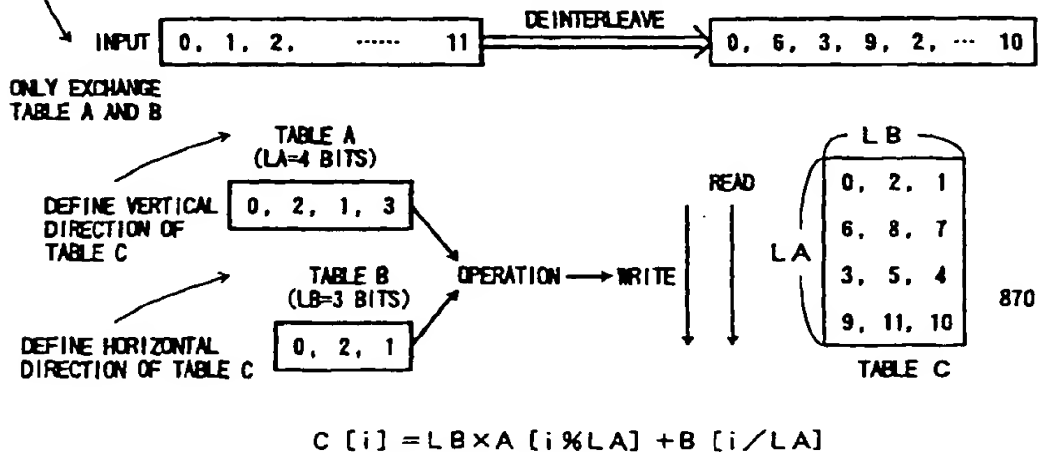 DEINTERLEAVE
INPUT 0, 1, 2, ...... 11
0, 6, 3, 9, 2, ... 10
ONLY EXCHANGE
TABLE A AND B
TABLE A
(LA=4 BITS)
0, 2, 1, 3
DEFINE VERTICAL
DIRECTION OF
TABLE C
TABLE B
(LB=3 BITS)
0, 2, 1
DEFINE HORIZONTAL
DIRECTION OF TABLE C
OPERATION
WRITE
READ
LB
LA
0, 2, 1
6, 8, 7
3, 5, 4
9, 11, 10
870
TABLE C
C [i] =LB×A [i%LA] +B [i/LA]